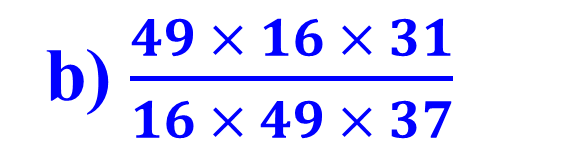 b) 49 × 16 × 31
16 × 49 × 37